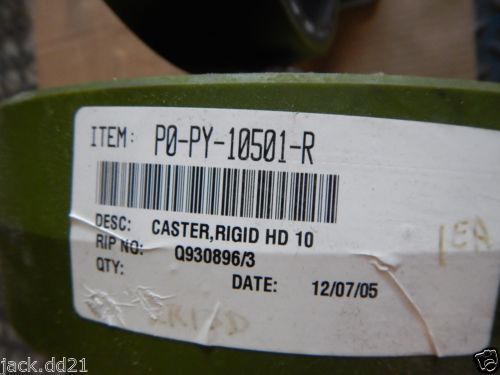 ITEM: P0-PY-10501-R
DESC: CASTER,RIGID HD 10
RIP NO: Q930896/3
QTY:
DATE: 12/07/05
1EA
jack.dd21